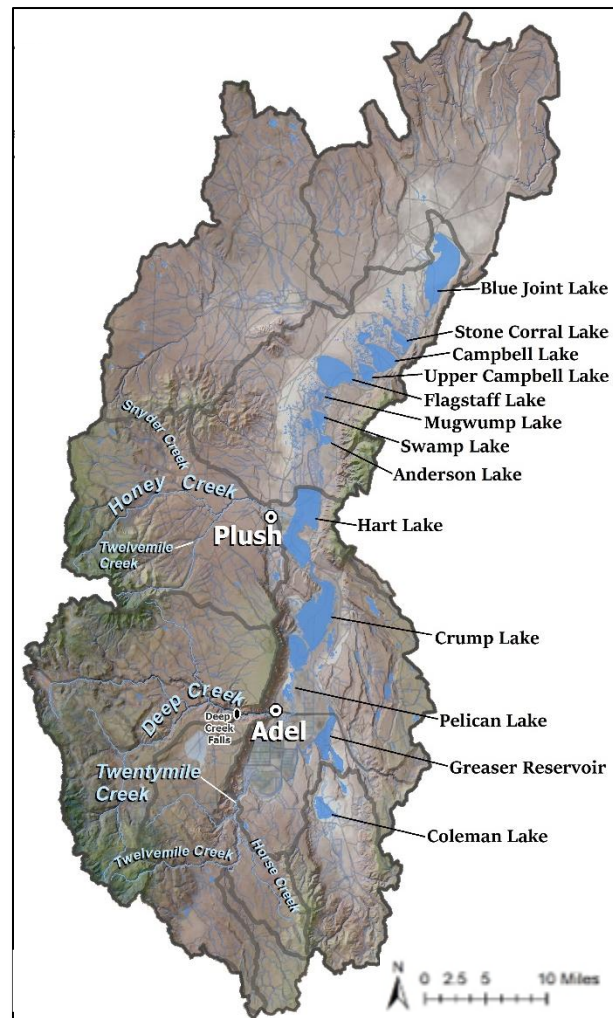 Blue Joint Lake
Stone Corral Lake
Campbell Lake
Upper Campbell Lake
Flagstaff Lake
Mugwump Lake
Swamp Lake
Anderson Lake
Snyder Creek
Honey Creek
Hart Lake
Plush
Twelvemile
Creek
Crump Lake
Deep Creek
Pelican Lake
Deep
Creek
Falls
Adel
Greaser Reservoir
Twentymile
Creek
Coleman Lake
Twelvemile Creek
Horse Creek
N
0 2.5 5 10 Miles